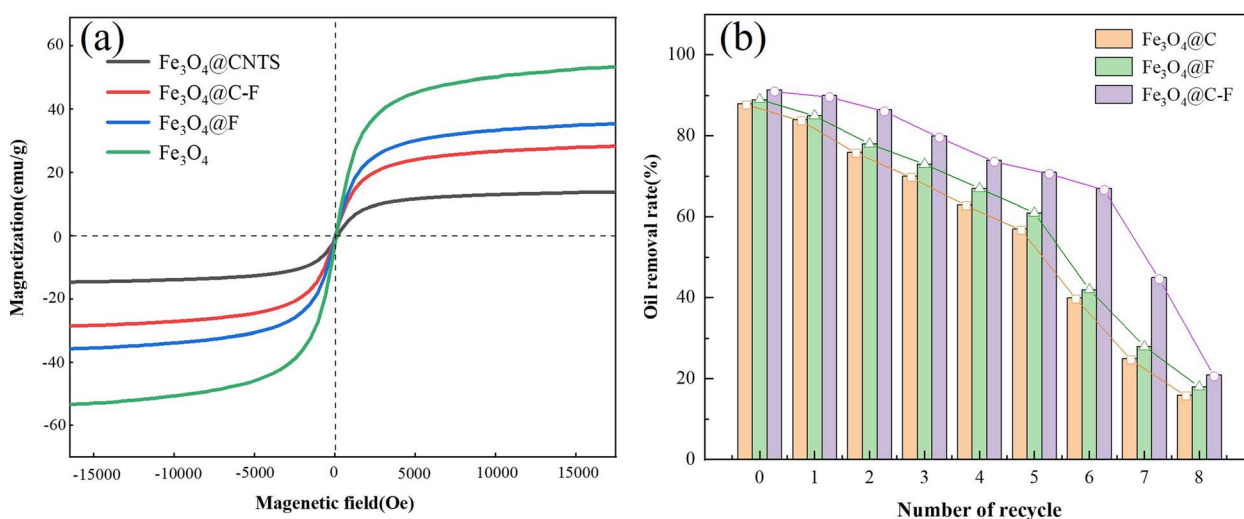 (a)
Fe₃O₄@CNTS
Fe₃O₄@C-F
Fe₃O₄@F
Fe₃O₄
Magnetization(emu/g)
60
40
20
0
-20
-40
-60
-15000 -10000 -5000 0 5000 10000 15000
Magenetic field(Oe)
(b)
Fe₃O₄@C
Fe₃O₄@F
Fe₃O₄@C-F
Oil removal rate(%)
100
80
60
40
20
0
0 1 2 3 4 5 6 7 8
Number of recycle